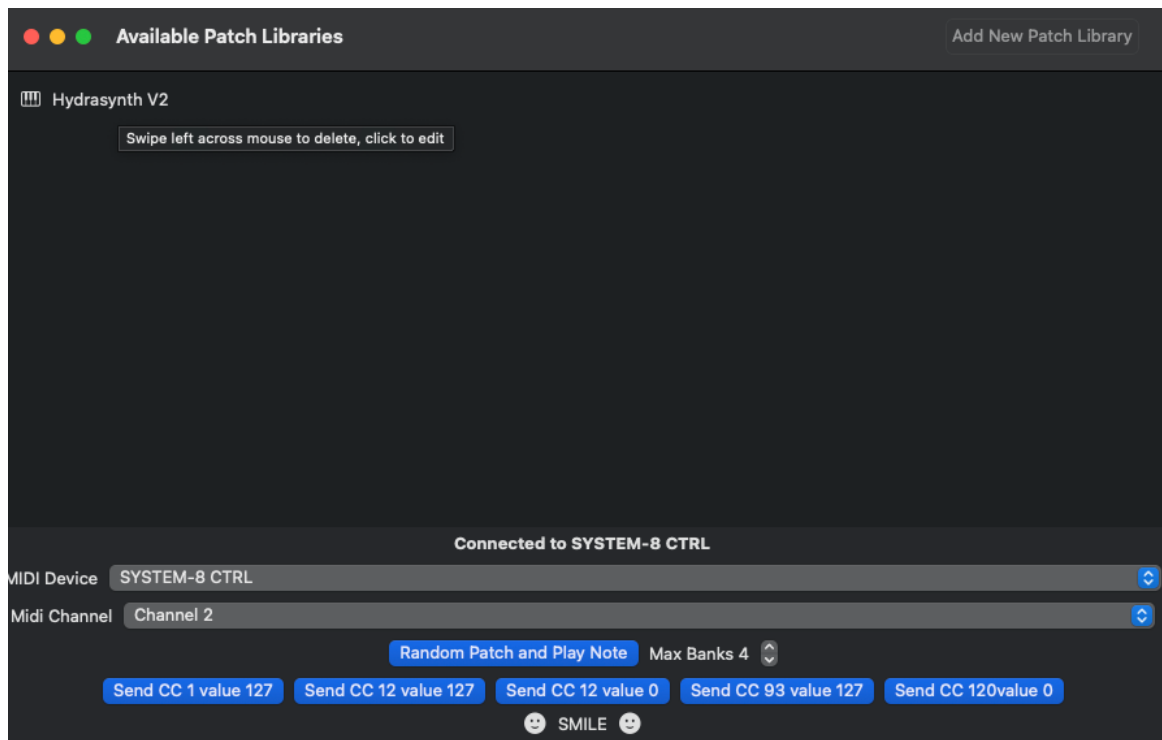 Available Patch Libraries Add New Patch Library
Hydrasynth V2
Swipe left across mouse to delete, click to edit
Connected to SYSTEM-8 CTRL
MIDI Device SYSTEM-8 CTRL
Midi Channel Channel 2
Random Patch and Play Note Max Banks 4
Send CC 1 value 127 Send CC 12 value 127 Send CC 12 value 0 Send CC 93 value 127 Send CC 120value 0
SMILE